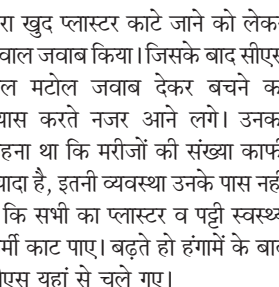 रा खुद प्लास्टर काटे जाने को लेकर
वाल जवाब किया। जिसके बाद सीएस
ल मटोल जवाब देकर बचने का
यास करते नजर आने लगे। उनका
हना था कि मरीजों की संख्या काफी
यादा है, इतनी व्यवस्था उनके पास नहीं
कि सभी का प्लास्टर व पट्टी स्वस्थ्य
र्मी काट पाए। बढ़ते हो हंगामें के बाद
ीएस यहां से चले गए।